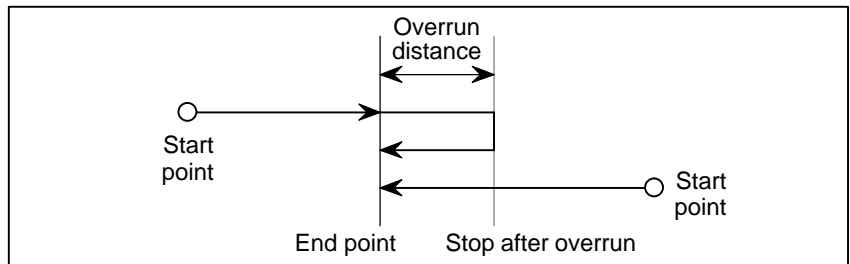 Overrun
distance
Start
point
Start
point
End point
Stop after overrun